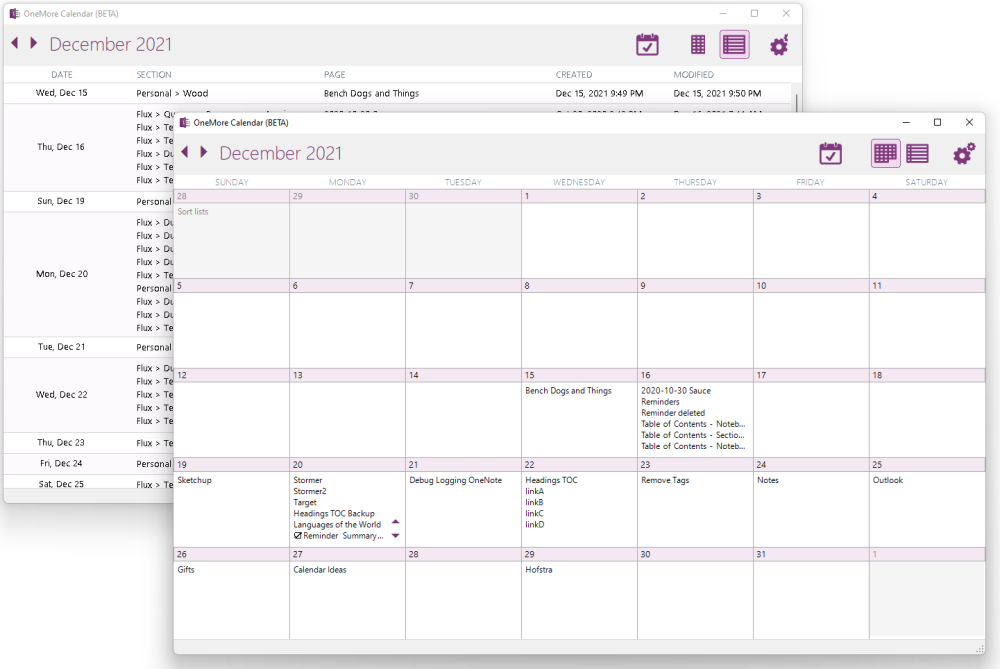 OneMore Calendar (BETA)
December 2021
DATE SECTION PAGE CREATED MODIFIED
Wed, Dec 15 Personal > Wood Bench Dogs and Things Dec 15, 2021 9:49 PM Dec 15, 2021 9:50 PM
Thu, Dec 16
Flux > Qu
Flux > Te
Flux > Te
Flux > Du
Flux > Te
Flux > Te
Sun, Dec 19 Personal
Mon, Dec 20
Flux > Du
Flux > Du
Flux > Du
Flux > Du
Flux > Te
Personal
Flux > Du
Flux > Du
Flux > Te
Tue, Dec 21 Personal
Wed, Dec 22
Flux > Du
Flux > Te
Flux > Te
Flux > Te
Flux > Te
Thu, Dec 23 Flux > Te
Fri, Dec 24 Personal
Sat, Dec 25 Flux > Te
OneMore Calendar (BETA)
December 2021
SUNDAY MONDAY TUESDAY WEDNESDAY THURSDAY FRIDAY SATURDAY
28 29 30 1 2 3 4
Sort lists
5 6 7 8 9 10 11
12 13 14 15 16 17 18
Bench Dogs and Things
2020-10-30 Sauce
Reminders
Reminder deleted
Table of Contents - Noteb...
Table of Contents - Sectio...
Table of Contents - Noteb...
19 20 21 22 23 24 25
Sketchup
Stormer
Stormer2
Target
Headings TOC Backup
Languages of the World
Reminder Summary...
Debug Logging OneNote
Headings TOC
linkA
linkB
linkC
linkD
Remove Tags
Notes
Outlook
26 27 28 29 30 31 1
Gifts
Calendar Ideas
Hofstra